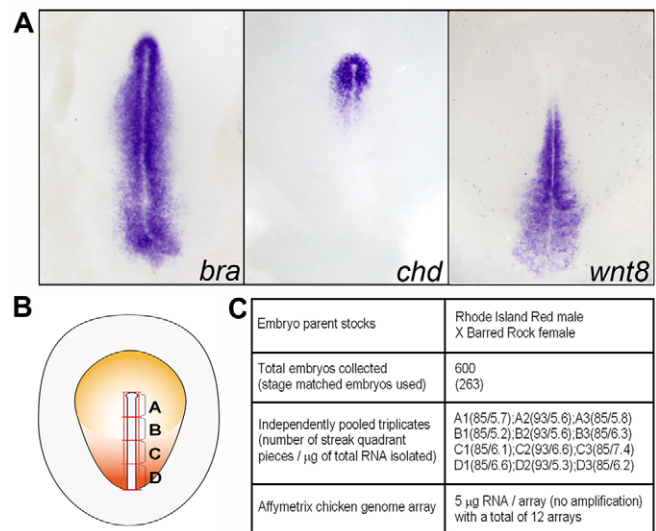 A
bra
chd
wnt8
B
A
B
C
D
C
Embryo parent stocks
Rhode Island Red male
X Barred Rock female
Total embryos collected
(stage matched embryos used)
600
(263)
Independently pooled triplicates
(number of streak quadrant
pieces / μg of total RNA isolated)
A1(85/5.7);A2(93/5.6);A3(85/5.8)
B1(85/5.2);B2(93/5.6);B3(85/6.3)
C1(85/6.1);C2(93/6.6);C3(85/7.4)
D1(85/6.6);D2(93/5.3);D3(85/6.2)
Affymetrix chicken genome array
5 μg RNA / array (no amplification)
with a total of 12 arrays